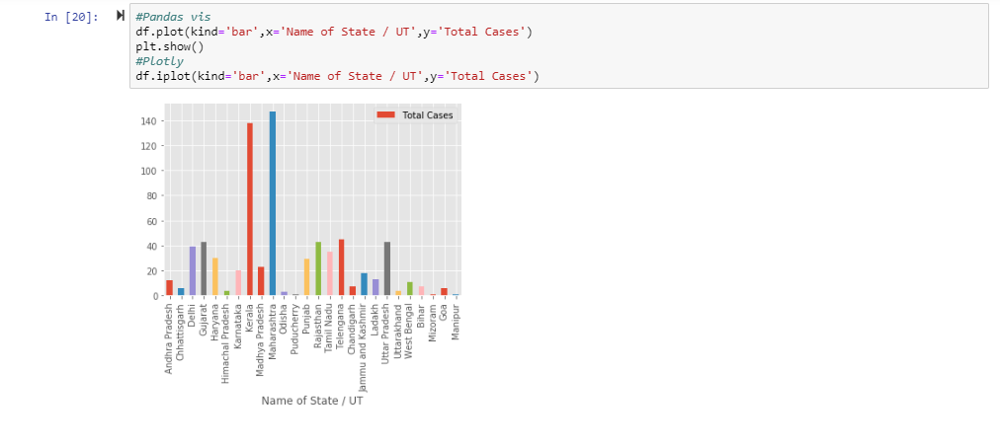 In [20]:
#Pandas vis
df.plot(kind='bar',x='Name of State / UT',y='Total Cases')
plt.show()
#Plotly
df.iplot(kind='bar',x='Name of State / UT',y='Total Cases')
Total Cases
140
120
100
80
60
40
20
0
Andhra Pradesh
Chhattisgarh
Delhi
Gujarat
Haryana
Himachal Pradesh
Karnataka
Kerala
Madhya Pradesh
Maharashtra
Odisha
Puducherry
Punjab
Rajasthan
Tamil Nadu
Telengana
Chandigarh
Jammu and Kashmir
Ladakh
Uttar Pradesh
Uttarakhand
West Bengal
Bihar
Mizoram
Goa
Manipur
Name of State / UT